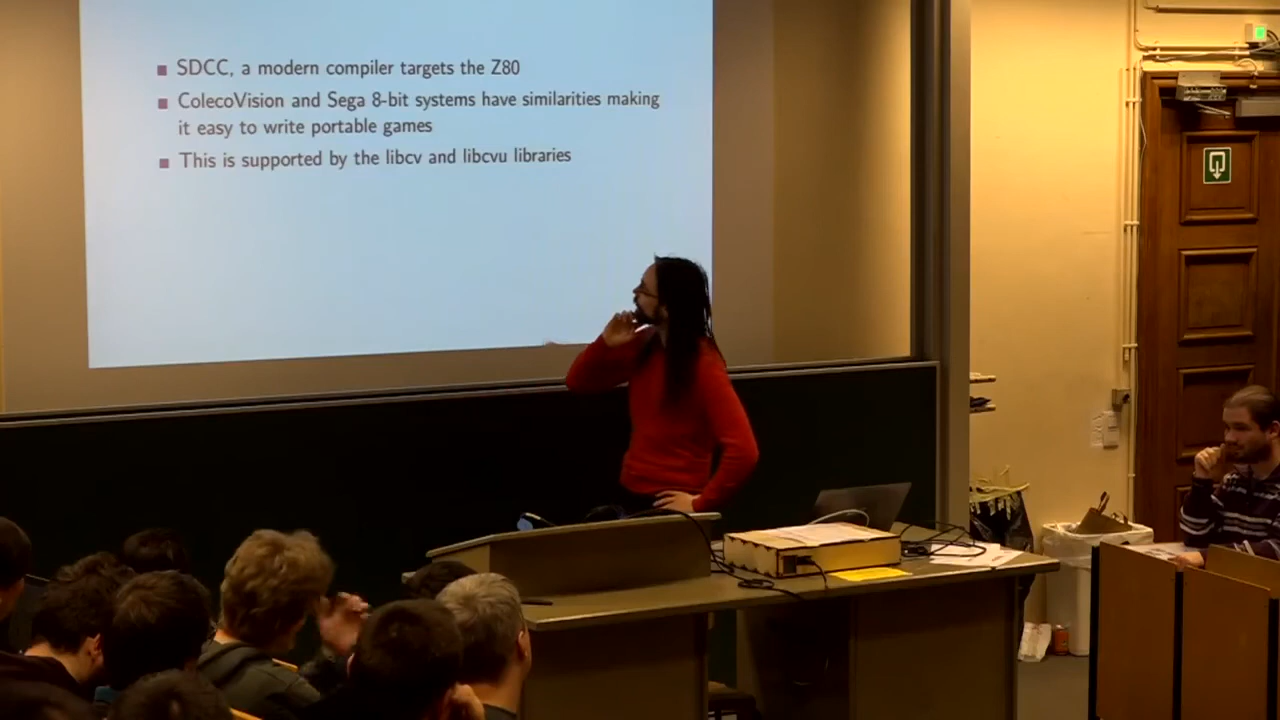 SDCC, a modern compiler targets the Z80
ColecoVision and Sega 8-bit systems have similarities making
it easy to write portable games
This is supported by the libcv and libcvu libraries